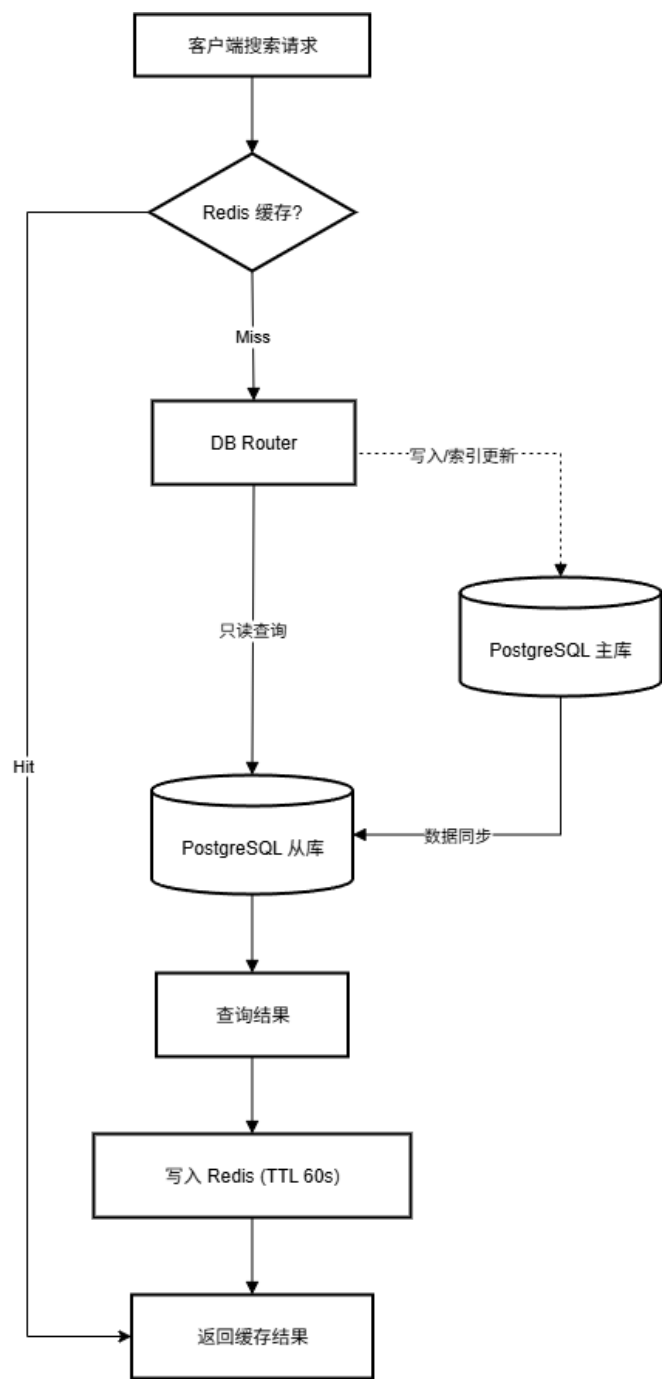 客户端搜索请求
Redis 缓存?
Miss
DB Router
写入/索引更新
只读查询
PostgreSQL 主库
Hit
PostgreSQL 从库
数据同步
查询结果
写入 Redis (TTL 60s)
返回缓存结果